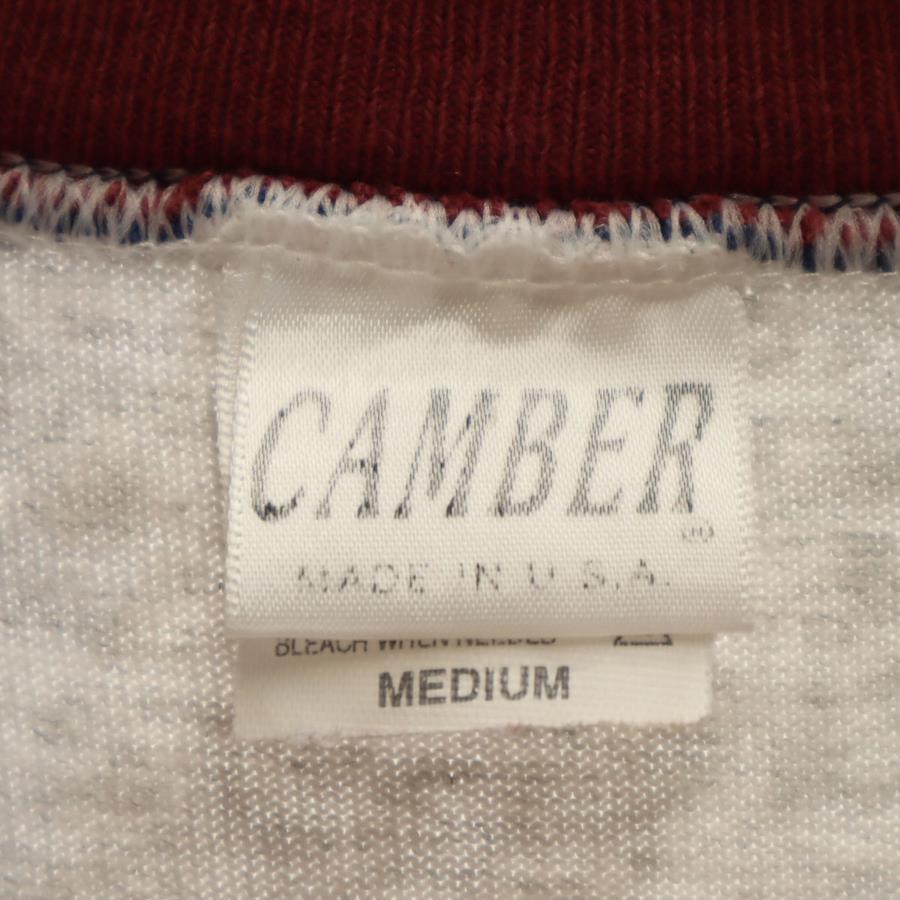 CAMBER
MADE IN U.S.A.
BLEACH WHEN NEEDED
MEDIUM